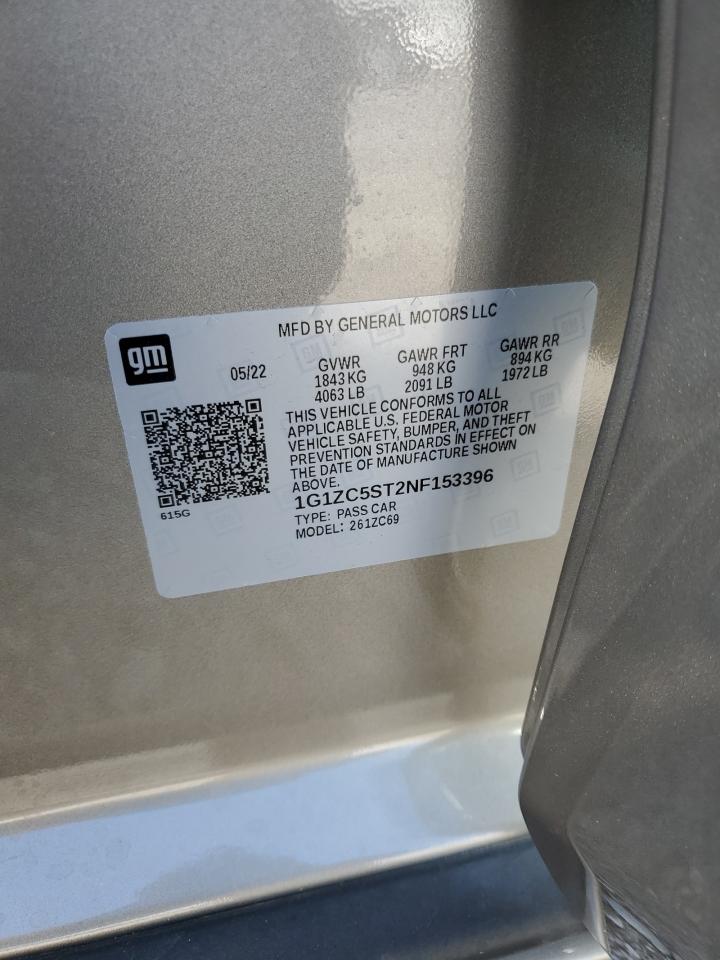 MFD BY GENERAL MOTORS LLC
gm
05/22
GVWR
1843 KG
4063 LB
GAWR FRT
948 KG
2091 LB
GAWR RR
894 KG
1972 LB
THIS VEHICLE CONFORMS TO ALL
APPLICABLE U.S. FEDERAL MOTOR
VEHICLE SAFETY, BUMPER, AND THEFT
PREVENTION STANDARDS IN EFFECT ON
THE DATE OF MANUFACTURE SHOWN
ABOVE.
1G1ZC5ST2NF153396
TYPE: PASS CAR
MODEL: 261ZC69
615G